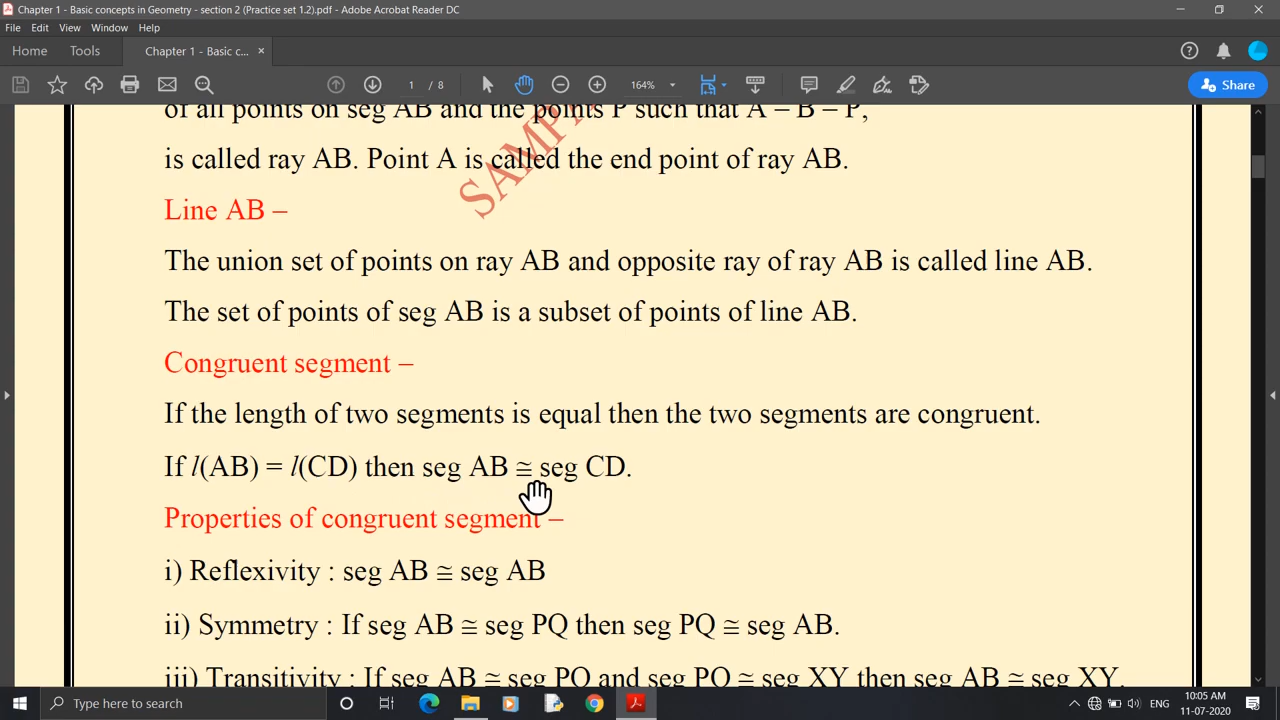 Chapter 1 - Basic concepts in Geometry - section 2 (Practice set 1.2).pdf - Adobe Acrobat Reader DC
File Edit View Window Help
Home Tools Chapter 1 - Basic c... ×
1 / 8 164% Share
of all points on seg AB and the points P such that A – B – P,
is called ray AB. Point A is called the end point of ray AB.
Line AB –
The union set of points on ray AB and opposite ray of ray AB is called line AB.
The set of points of seg AB is a subset of points of line AB.
Congruent segment –
If the length of two segments is equal then the two segments are congruent.
If l(AB) = l(CD) then seg AB ≅ seg CD.
Properties of congruent segment –
i) Reflexivity : seg AB ≅ seg AB
ii) Symmetry : If seg AB ≅ seg PQ then seg PQ ≅ seg AB.
iii) Transitivity : If seg AB ≅ seg PQ and seg PQ ≅ seg XY then seg AB ≅ seg XY.
Type here to search
ENG
10:05 AM
11-07-2020